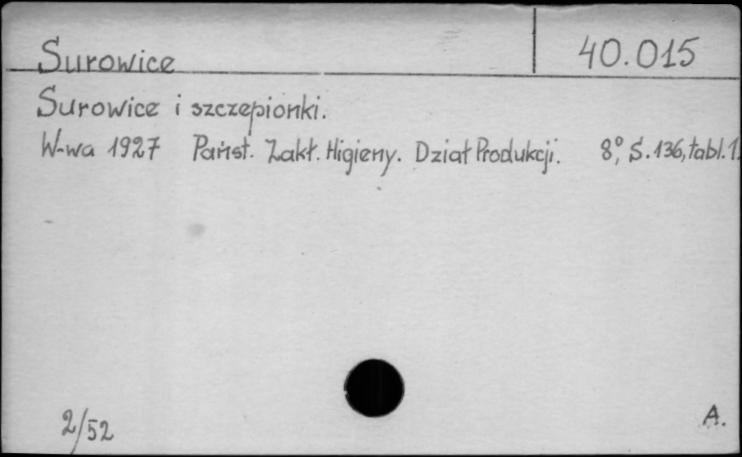 Surowice 40.015
Surowice i szczepionki.
W-wa 1927 Państ. Zakł. Higieny. Dział Produkcji. 8°, S. 136, tabl. 1.
2/52 A.